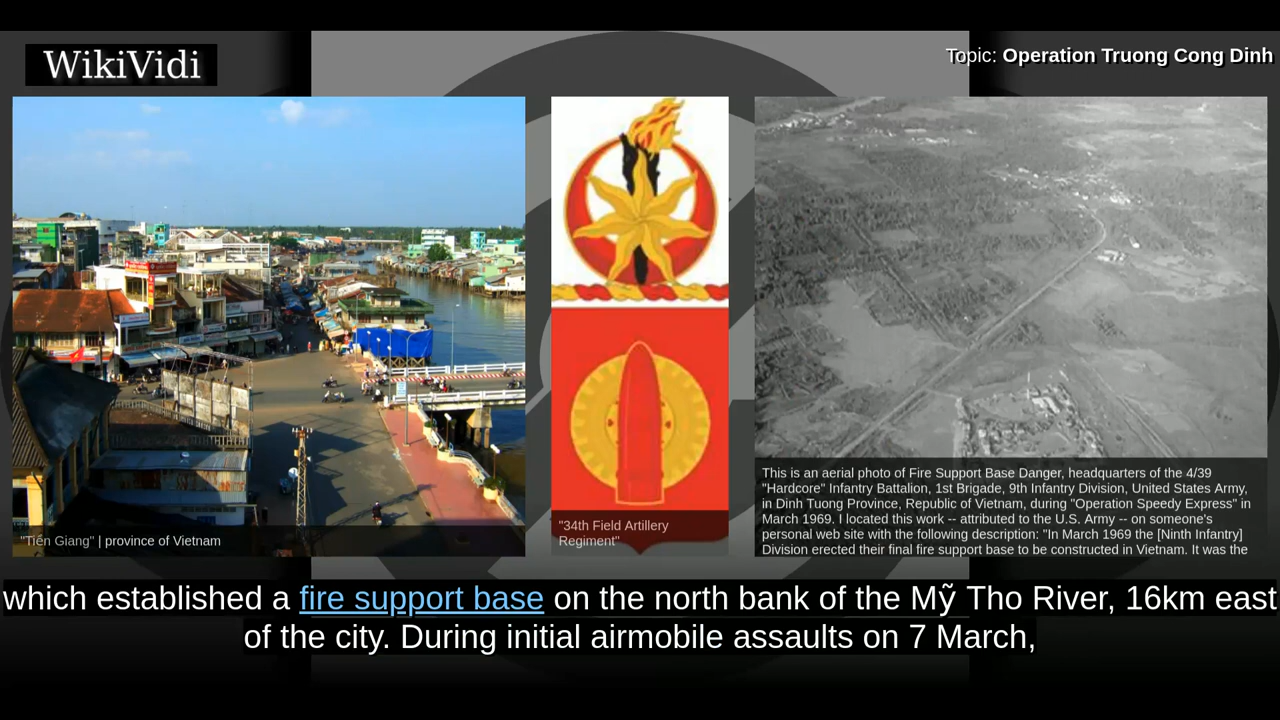 WikiVidi
Topic: Operation Truong Cong Dinh
"Tiền Giang" | province of Vietnam
"34th Field Artillery
Regiment"
This is an aerial photo of Fire Support Base Danger, headquarters of the 4/39
"Hardcore" Infantry Battalion, 1st Brigade, 9th Infantry Division, United States Army,
in Dinh Tuong Province, Republic of Vietnam, during "Operation Speedy Express" in
March 1969. I located this work -- attributed to the U.S. Army -- on someone's
personal web site with the following description: "In March 1969 the [Ninth Infantry]
Division erected their final fire support base to be constructed in Vietnam. It was the
which established a fire support base on the north bank of the Mỹ Tho River, 16km east
of the city. During initial airmobile assaults on 7 March,